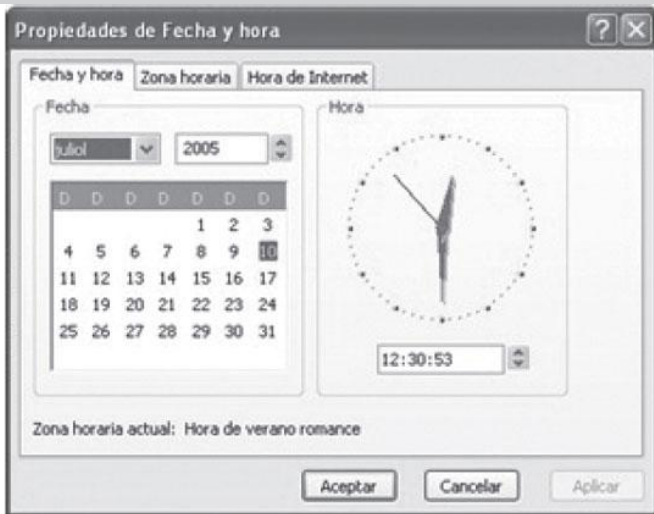 Propiedades de Fecha y hora
Fecha y hora Zona horaria Hora de Internet
Fecha
juliol 2005
D D D D D D D
1 2 3
4 5 6 7 8 9 10
11 12 13 14 15 16 17
18 19 20 21 22 23 24
25 26 27 28 29 30 31
Hora
12:30:53
Zona horaria actual: Hora de verano romance
Aceptar Cancelar Aplicar